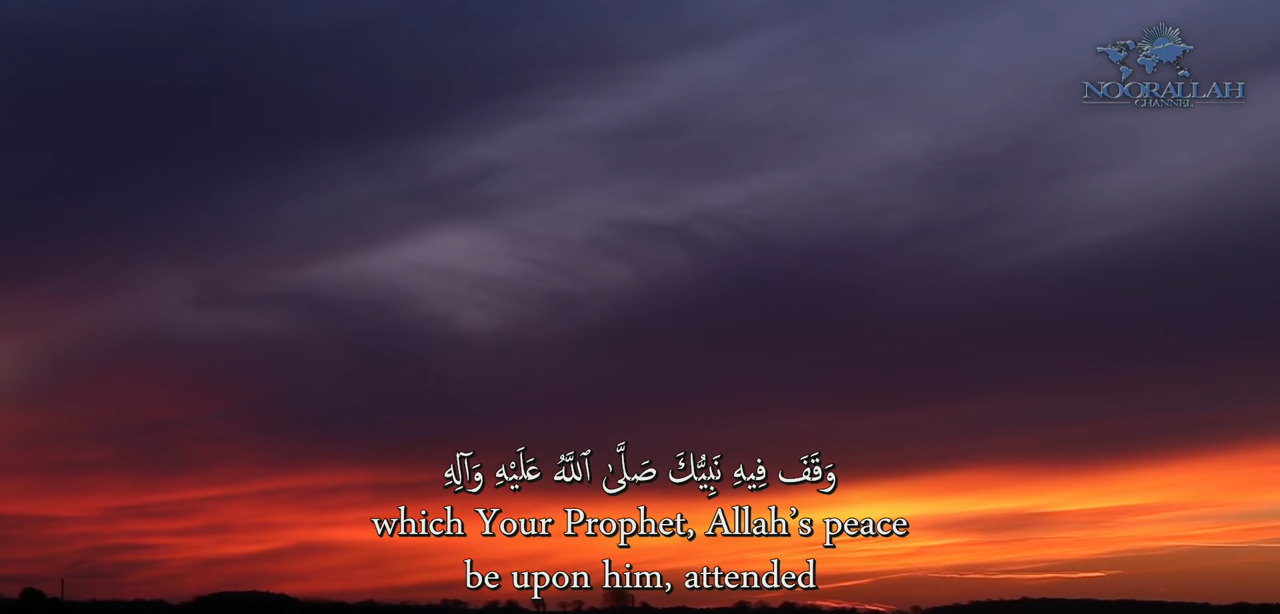 NOORALLAH
CHANNEL
وَقَفَ فِيهِ نَبِيُّكَ صَلَّىٰ ٱللَّهُ عَلَيْهِ وَآلِهِ
which Your Prophet, Allah’s peace
be upon him, attended